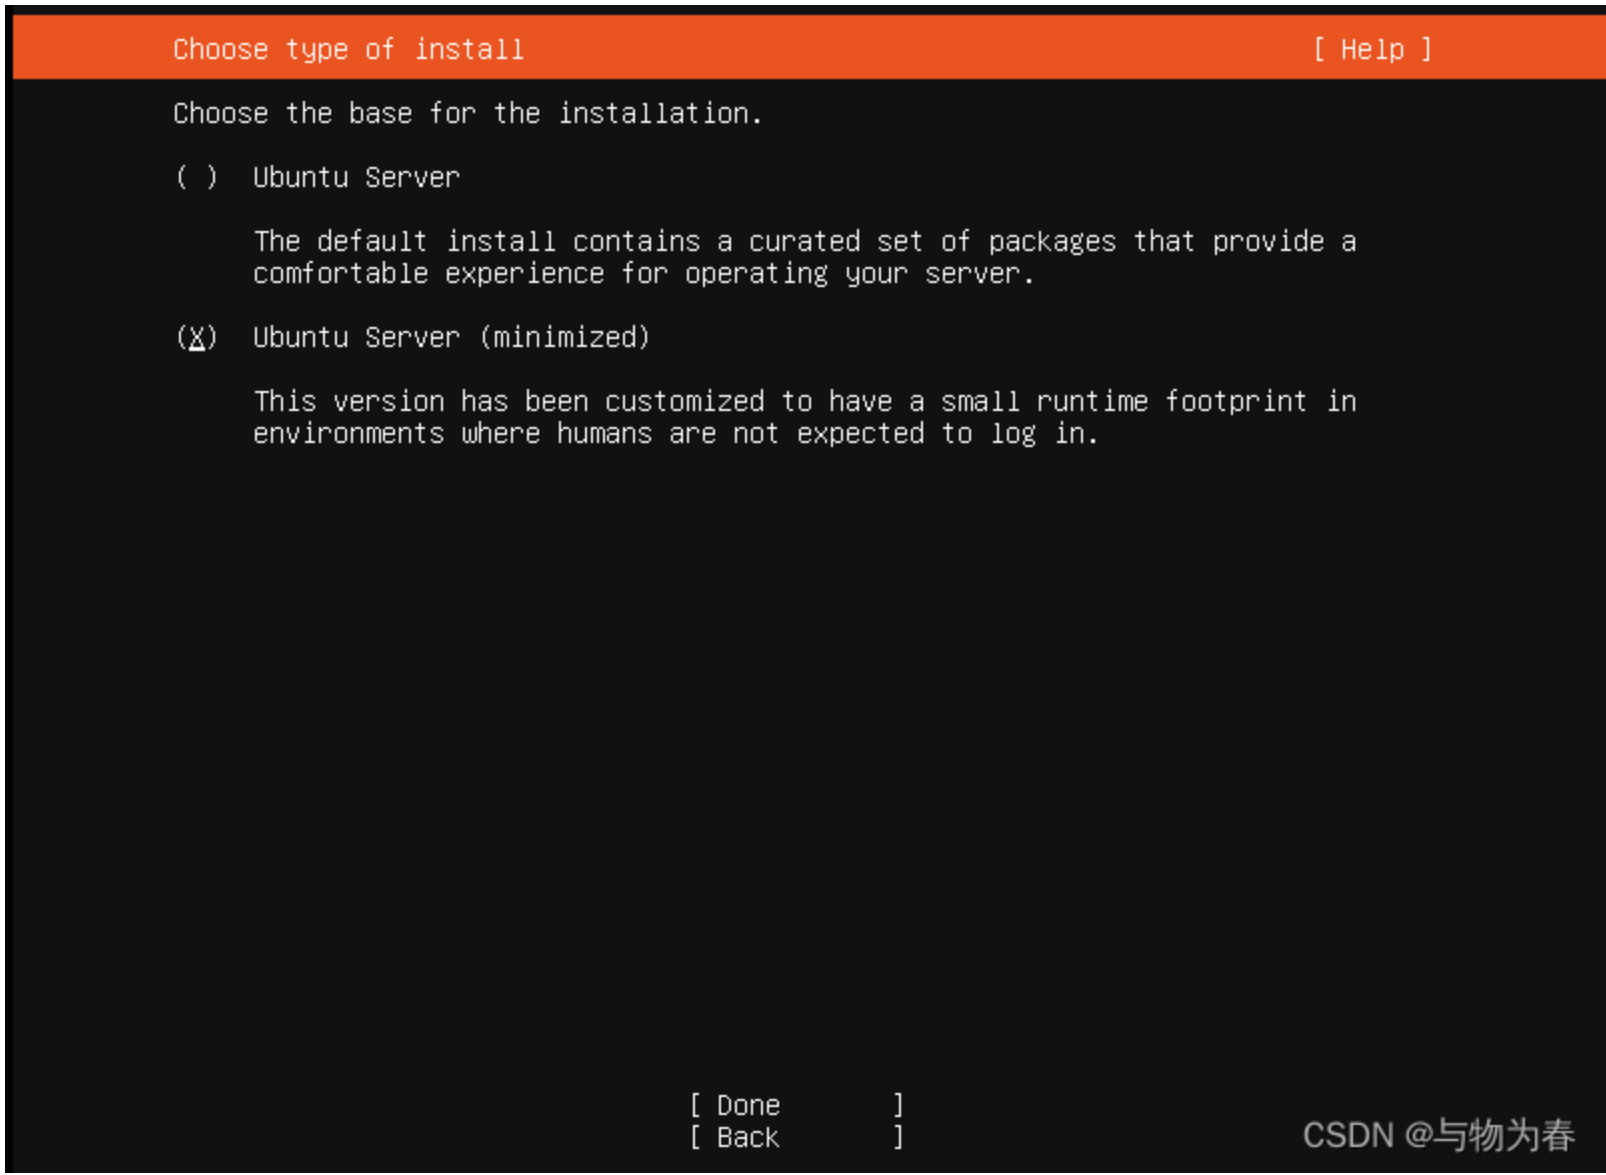 Choose type of install [ Help ]
Choose the base for the installation.
( ) Ubuntu Server
The default install contains a curated set of packages that provide a
comfortable experience for operating your server.
(X) Ubuntu Server (minimized)
This version has been customized to have a small runtime footprint in
environments where humans are not expected to log in.
[ Done ]
[ Back ]
CSDN @与物为春